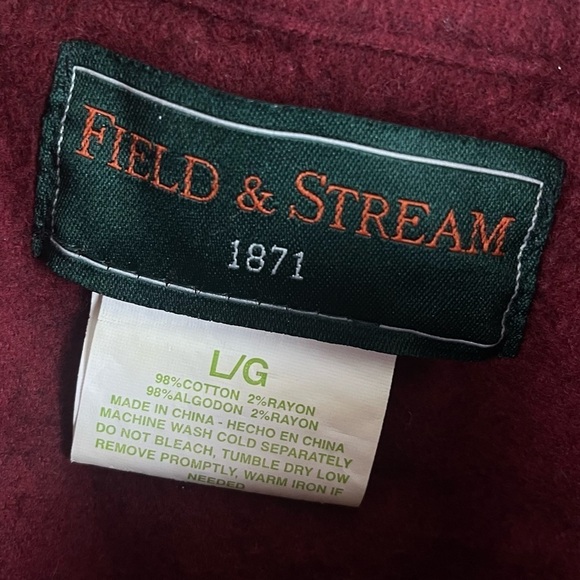 FIELD & STREAM
1871
L/G
98%COTTON 2%RAYON
98%ALGODON 2%RAYON
MADE IN CHINA - HECHO EN CHINA
MACHINE WASH COLD SEPARATELY
DO NOT BLEACH, TUMBLE DRY LOW
REMOVE PROMPTLY, WARM IRON IF
NEEDED